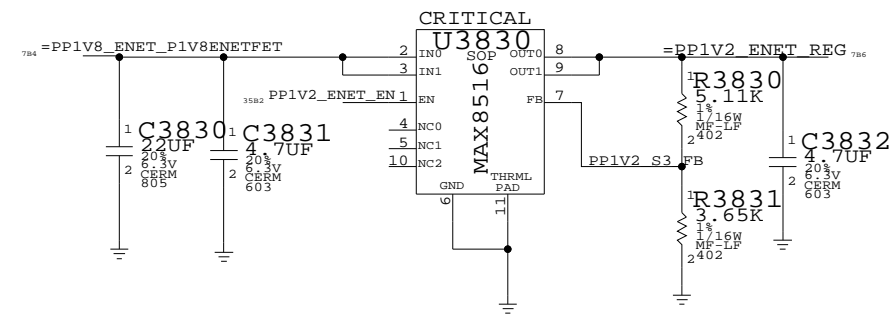 CRITICAL
U3830
7B4 =PP1V8_ENET_P1V8ENETFET
2 IN0 SOP OUT0 8
=PP1V2_ENET_REG 7B6
3 IN1 OUT1 9
MAX8516
35B2 PP1V2_ENET_EN 1 EN
FB 7
4 NC0
5 NC1
10 NC2
THRML
GND PAD
6 11
1 C3830
22UF
20%
6.3V
2 CERM
805
1 C3831
4.7UF
20%
6.3V
2 CERM
603
1 R3830
5.11K
1%
1/16W
MF-LF
2 402
PP1V2_S3_FB
1 R3831
3.65K
1%
1/16W
MF-LF
2 402
1 C3832
4.7UF
20%
6.3V
2 CERM
603